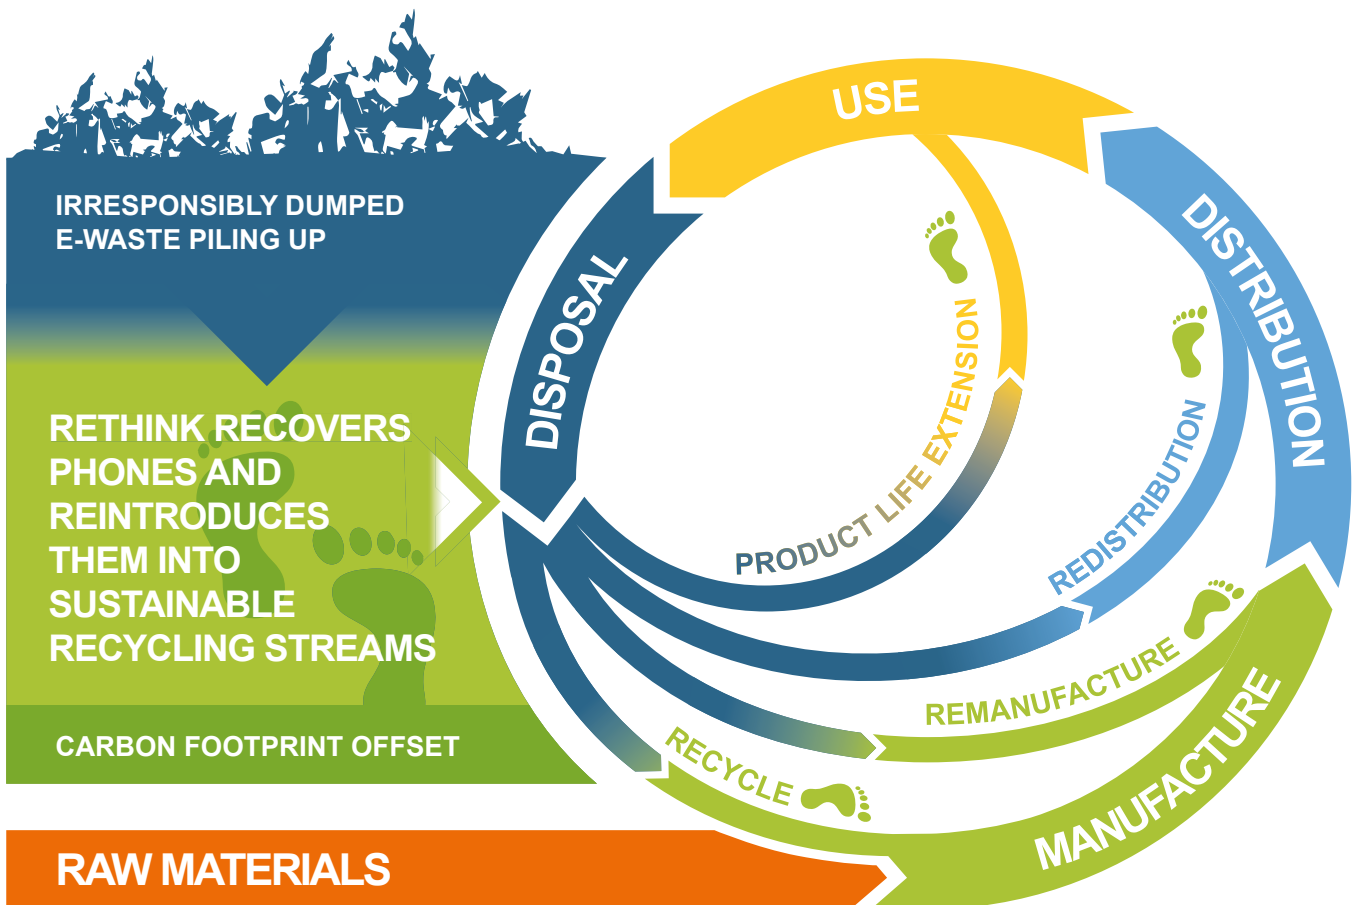 IRRESPONSIBLY DUMPED
E-WASTE PILING UP
RETHINK RECOVERS
PHONES AND
REINTRODUCES
THEM INTO
SUSTAINABLE
RECYCLING STREAMS
CARBON FOOTPRINT OFFSET
RAW MATERIALS
DISPOSAL
USE
DISTRIBUTION
MANUFACTURE
PRODUCT LIFE EXTENSION
REDISTRIBUTION
REMANUFACTURE
RECYCLE